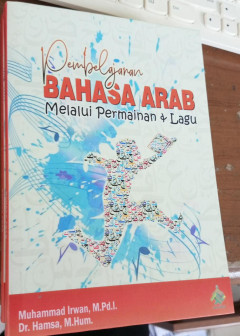 Pembelajaran
BAHASA ARAB
Melalui Permainan & Lagu
Muhammad Irwan, M.Pd.I.
Dr. Hamsa, M.Hum.